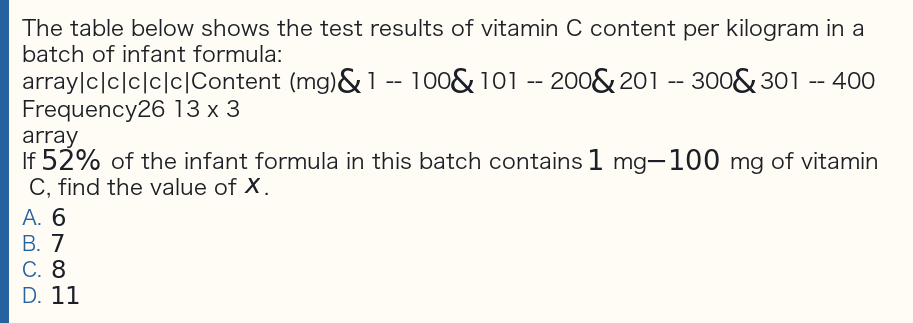 The table below shows the test results of vitamin C content per kilogram in a
batch of infant formula:
array|c|c|c|c|c|Content (mg)& 1 -- 100& 101 -- 200& 201 -- 300& 301 -- 400
Frequency26 13 x 3
array
If 52% of the infant formula in this batch contains 1 mg−100 mg of vitamin
C, find the value of x.
A. 6
B. 7
C. 8
D. 11